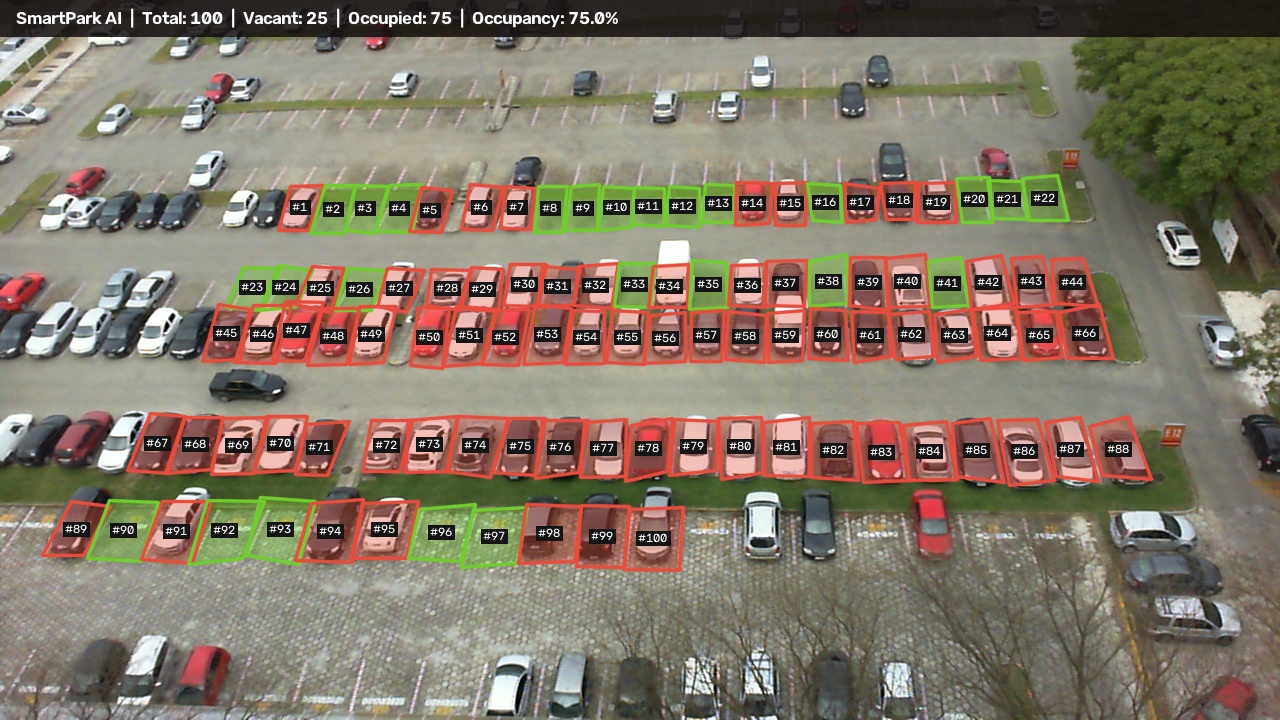 SmartPark AI | Total: 100 | Vacant: 25 | Occupied: 75 | Occupancy: 75.0%
#1 #2 #3 #4 #5 #6 #7 #8 #9 #10 #11 #12 #13 #14 #15 #16 #17 #18 #19 #20 #21 #22
#23 #24 #25 #26 #27 #28 #29 #30 #31 #32 #33 #34 #35 #36 #37 #38 #39 #40 #41 #42 #43 #44
#45 #46 #47 #48 #49 #50 #51 #52 #53 #54 #55 #56 #57 #58 #59 #60 #61 #62 #63 #64 #65 #66
#67 #68 #69 #70 #71 #72 #73 #74 #75 #76 #77 #78 #79 #80 #81 #82 #83 #84 #85 #86 #87 #88
#89 #90 #91 #92 #93 #94 #95 #96 #97 #98 #99 #100